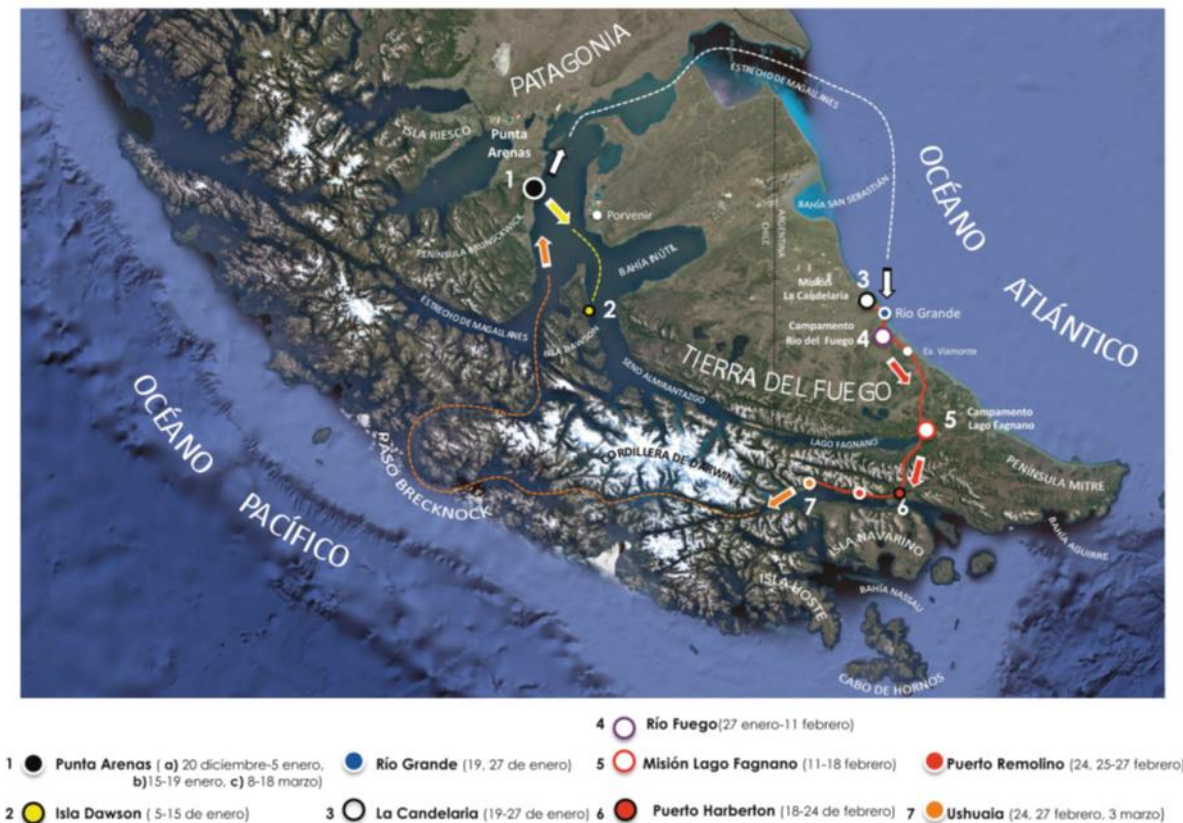 PATAGONIA
ESTRECHO DE MAGALLANES
ISLA RIESCO
Punta
Arenas
1
OCÉANO
ATLÁNTICO
BAHÍA SAN SEBASTIÁN
Porvenir
PENÍNSULA BRUNSWICK
BAHÍA INÚTIL
ARGENTINA
CHILE
3
Misión
La Candelaria
Río Grande
2
ESTRECHO DE MAGALLANES
ISLA DAWSON
Campamento
Río del Fuego
4
Ea. Viamonte
TIERRA DEL FUEGO
SENO ALMIRANTAZGO
5
Campamento
Lago Fagnano
LAGO FAGNANO
OCÉANO
PACÍFICO
PASO BRECKNOCK
CORDILLERA DE DARWIN
PENÍNSULA MITRE
7
6
BAHÍA AGUIRRE
ISLA NAVARINO
ISLA HOSTE
BAHÍA NASSAU
CABO DE HORNOS
4 Río Fuego (27 enero-11 febrero)
1 Punta Arenas ( a) 20 diciembre-5 enero,
b)15-19 enero, c) 8-18 marzo)
Río Grande (19, 27 de enero)
5 Misión Lago Fagnano (11-18 febrero)
Puerto Remolino (24, 25-27 febrero)
2 Isla Dawson ( 5-15 de enero)
3 La Candelaria (19-27 de enero)
6 Puerto Harberton (18-24 de febrero)
7 Ushuaia (24, 27 febrero, 3 marzo)